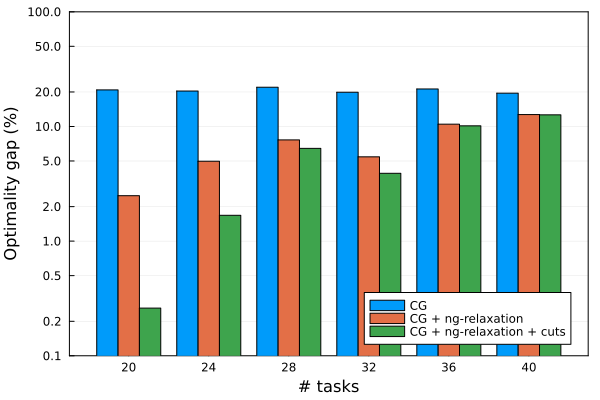 100.0
50.0
20.0
10.0
5.0
2.0
1.0
0.5
0.2
0.1
Optimality gap (%)
CG
CG + ng-relaxation
CG + ng-relaxation + cuts
20 24 28 32 36 40
# tasks